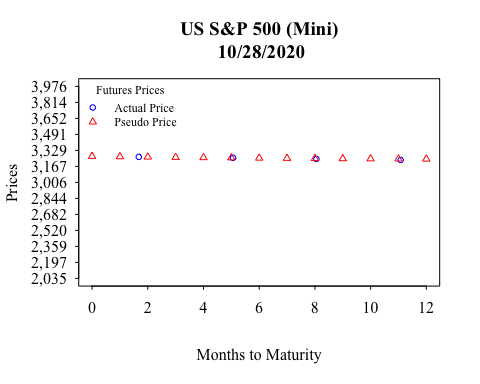 US S&P 500 (Mini)
10/28/2020
Prices
3,976
3,814
3,652
3,491
3,329
3,167
3,006
2,844
2,682
2,520
2,359
2,197
2,035
Futures Prices
Actual Price
Pseudo Price
0 2 4 6 8 10 12
Months to Maturity